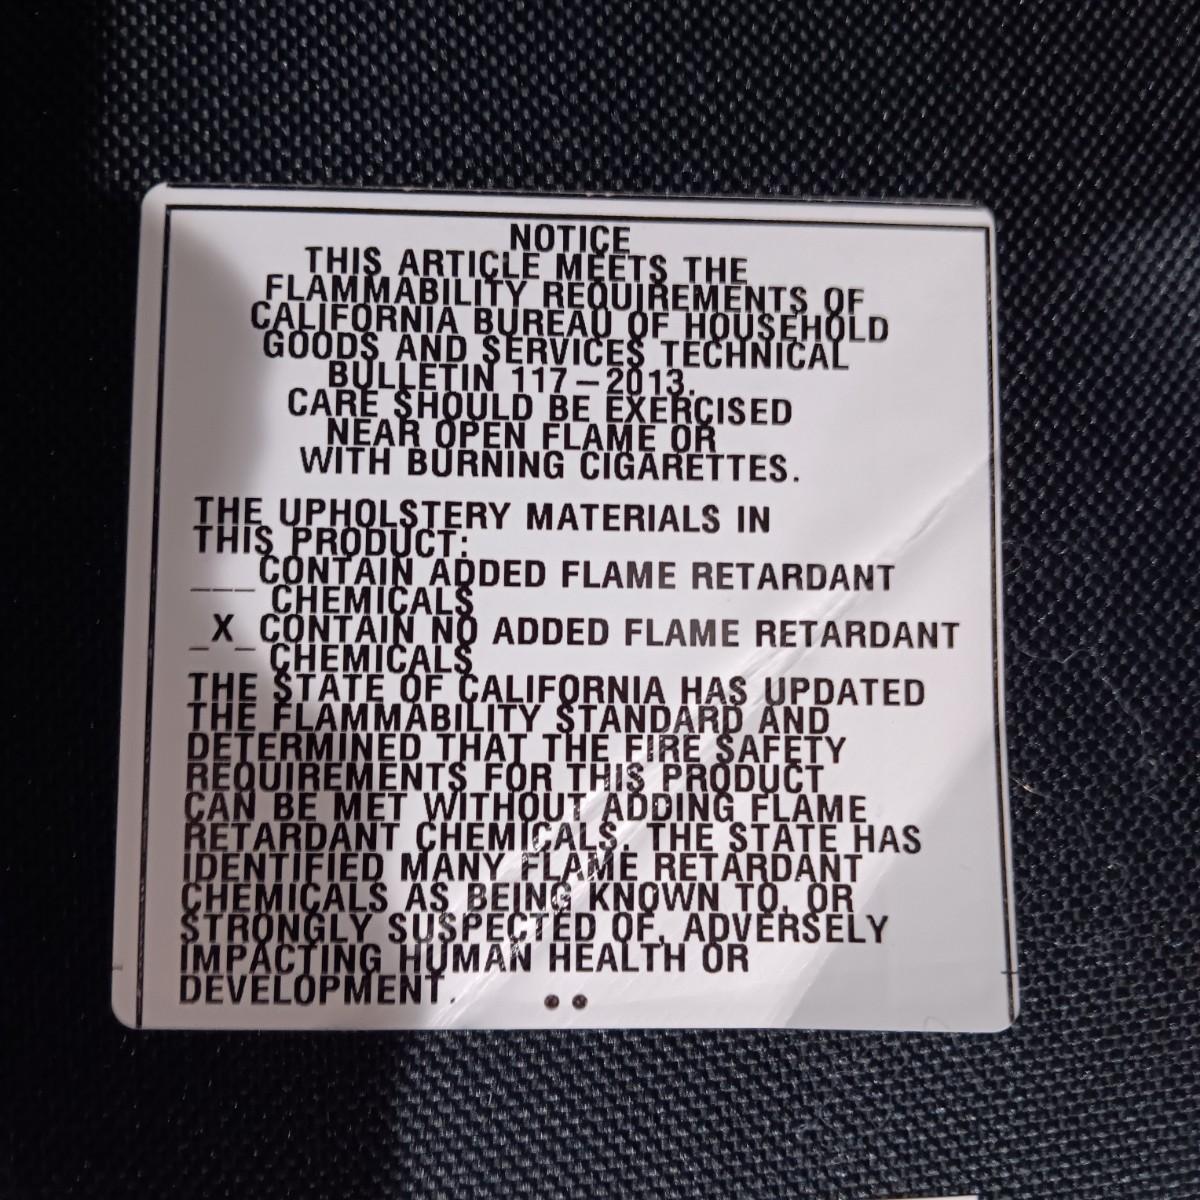 NOTICE
THIS ARTICLE MEETS THE
FLAMMABILITY REQUIREMENTS OF
CALIFORNIA BUREAU OF HOUSEHOLD
GOODS AND SERVICES TECHNICAL
BULLETIN 117-2013.
CARE SHOULD BE EXERCISED
NEAR OPEN FLAME OR
WITH BURNING CIGARETTES.
THE UPHOLSTERY MATERIALS IN
THIS PRODUCT:
___ CONTAIN ADDED FLAME RETARDANT
CHEMICALS
_X_ CONTAIN NO ADDED FLAME RETARDANT
CHEMICALS
THE STATE OF CALIFORNIA HAS UPDATED
THE FLAMMABILITY STANDARD AND
DETERMINED THAT THE FIRE SAFETY
REQUIREMENTS FOR THIS PRODUCT
CAN BE MET WITHOUT ADDING FLAME
RETARDANT CHEMICALS. THE STATE HAS
IDENTIFIED MANY FLAME RETARDANT
CHEMICALS AS BEING KNOWN TO, OR
STRONGLY SUSPECTED OF, ADVERSELY
IMPACTING HUMAN HEALTH OR
DEVELOPMENT.